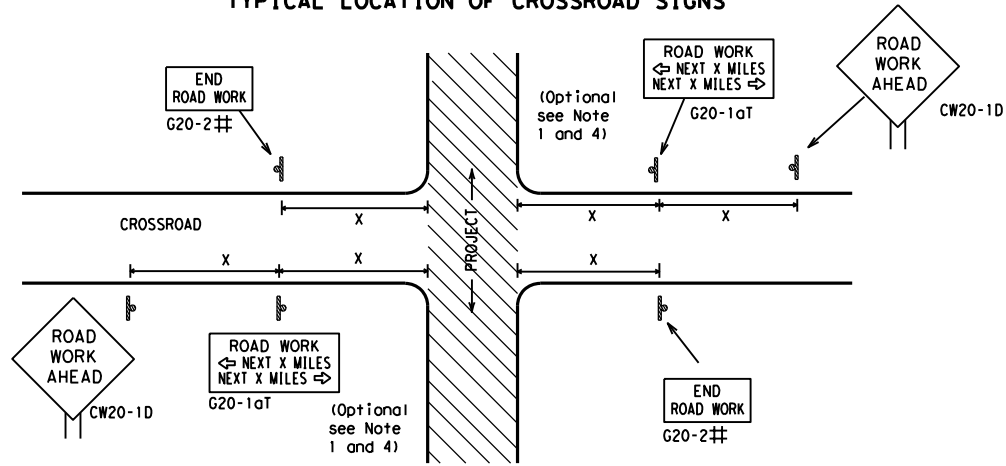 TYPICAL LOCATION OF CROSSROAD SIGNS
END
ROAD WORK
G20-2#
(Optional
see Note
1 and 4)
ROAD WORK
⇦ NEXT X MILES
NEXT X MILES ⇨
G20-1aT
ROAD
WORK
AHEAD
CW20-1D
CROSSROAD
X
X
X
PROJECT
X
X
X
ROAD
WORK
AHEAD
CW20-1D
ROAD WORK
⇦ NEXT X MILES
NEXT X MILES ⇨
G20-1aT
(Optional
see Note
1 and 4)
END
ROAD WORK
G20-2#